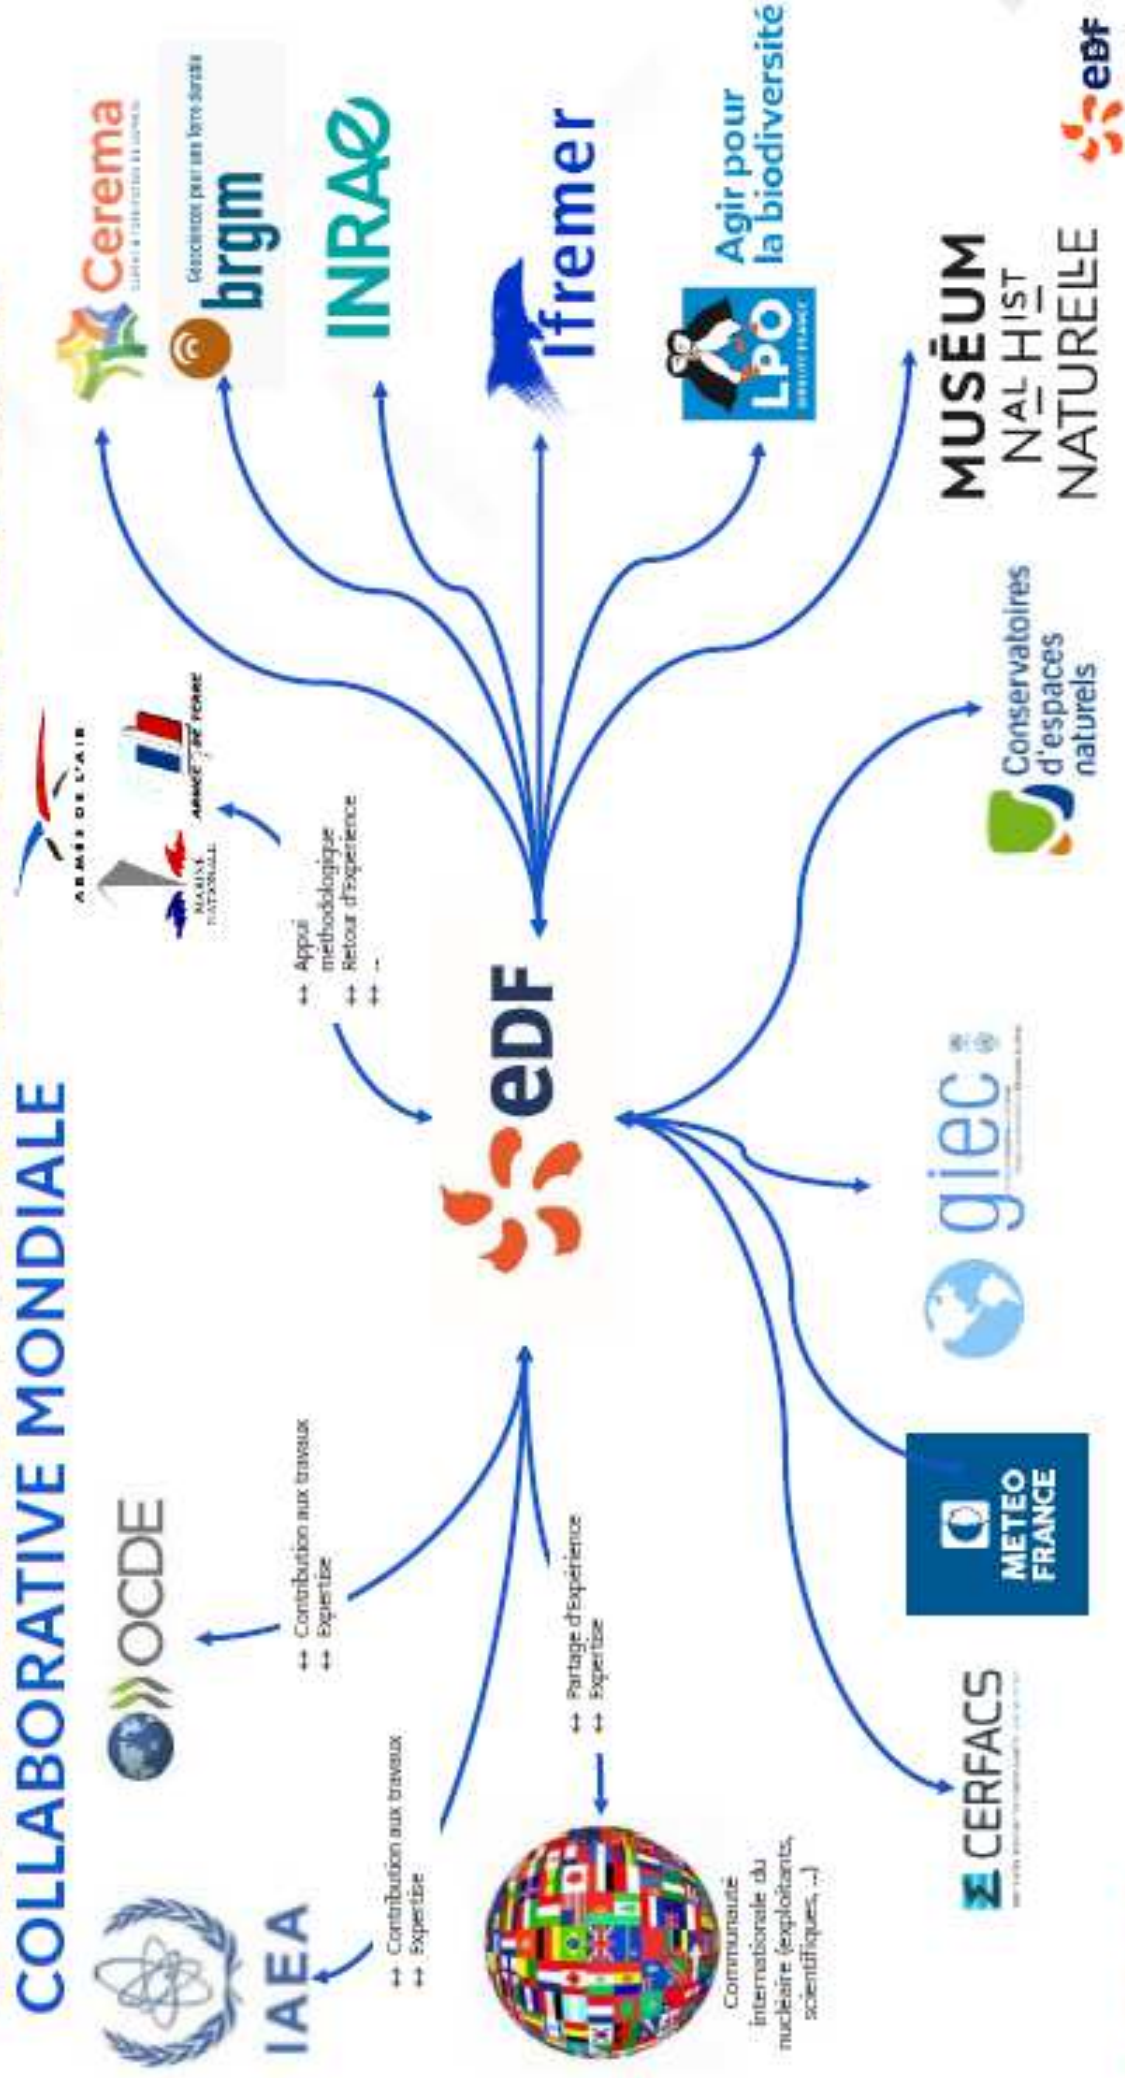 COLLABORATIVE MONDIALE
IAEA
OCDE
ARMÉE DE L'AIR
MARINE
NATIONALE
ARMÉE DE TERRE
Cerema
Géosciences pour une Terre durable
brgm
INRAE
Ifremer
LPO
Agir pour
la biodiversité
MUSĒUM
NAL HIST
NATURELLE
Conservatoires
d'espaces
naturels
giec
METEO
FRANCE
CERFACS
Communauté
internationale du
nucléaire (exploitants,
scientifiques, …)
↔ Contribution aux travaux
↔ Expertise
↔ Contribution aux travaux
↔ Expertise
↔ Partage d'Expérience
↔ Expertise
↔ Appui
méthodologique
↔ Retour d'Expérience
↔ …
eDF
eDF